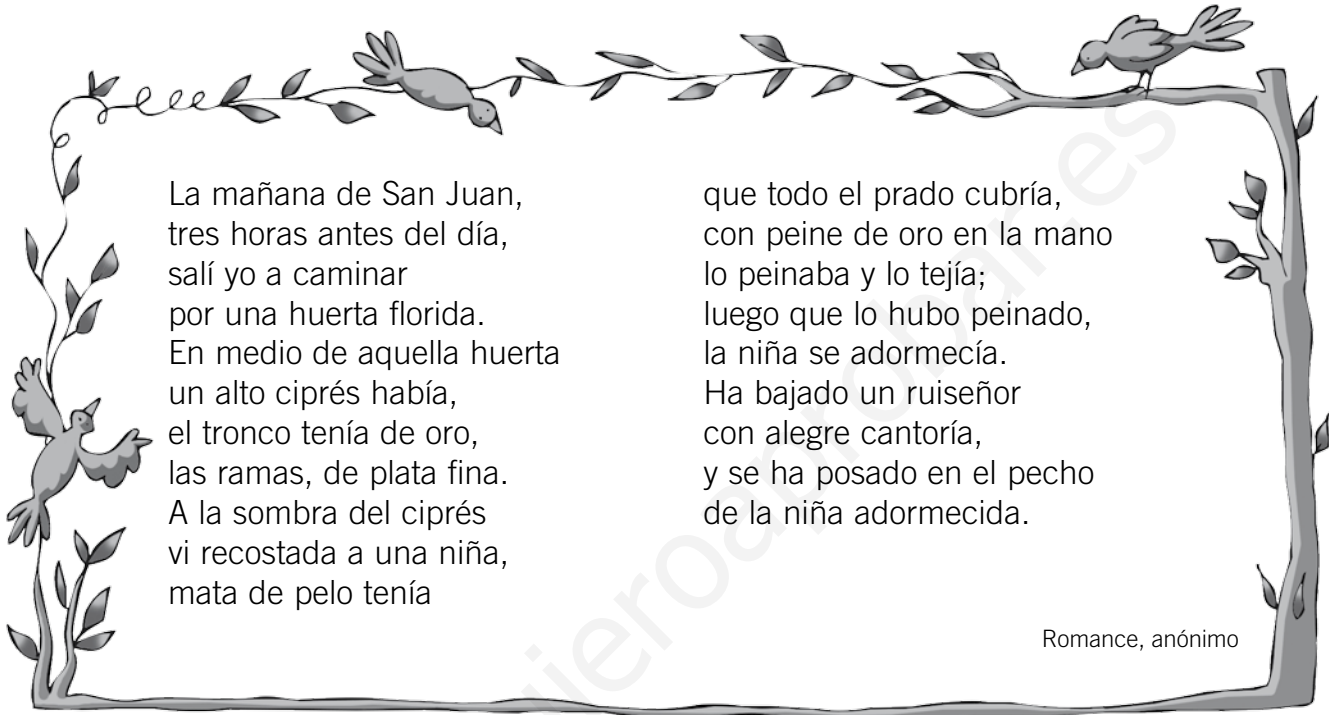 La mañana de San Juan,
tres horas antes del día,
salí yo a caminar
por una huerta florida.
En medio de aquella huerta
un alto ciprés había,
el tronco tenía de oro,
las ramas, de plata fina.
A la sombra del ciprés
vi recostada a una niña,
mata de pelo tenía
que todo el prado cubría,
con peine de oro en la mano
lo peinaba y lo tejía;
luego que lo hubo peinado,
la niña se adormecía.
Ha bajado un ruiseñor
con alegre cantoría,
y se ha posado en el pecho
de la niña adormecida.
Romance, anónimo
uieroaprobar.es